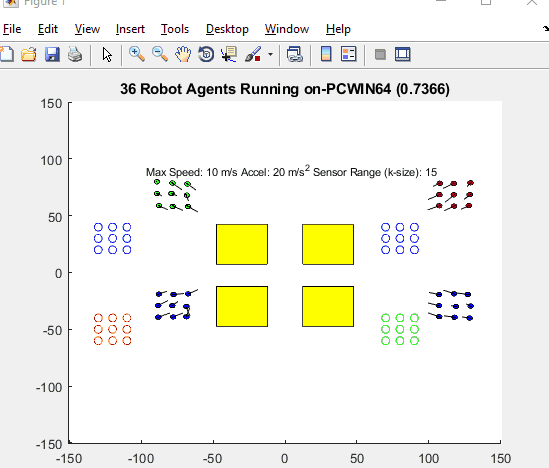 Figure 1
File Edit View Insert Tools Desktop Window Help
36 Robot Agents Running on-PCWIN64 (0.7366)
150
Max Speed: 10 m/s Accel: 20 m/s² Sensor Range (k-size): 15
100
50
0
-50
-100
-150
-150 -100 -50 0 50 100 150